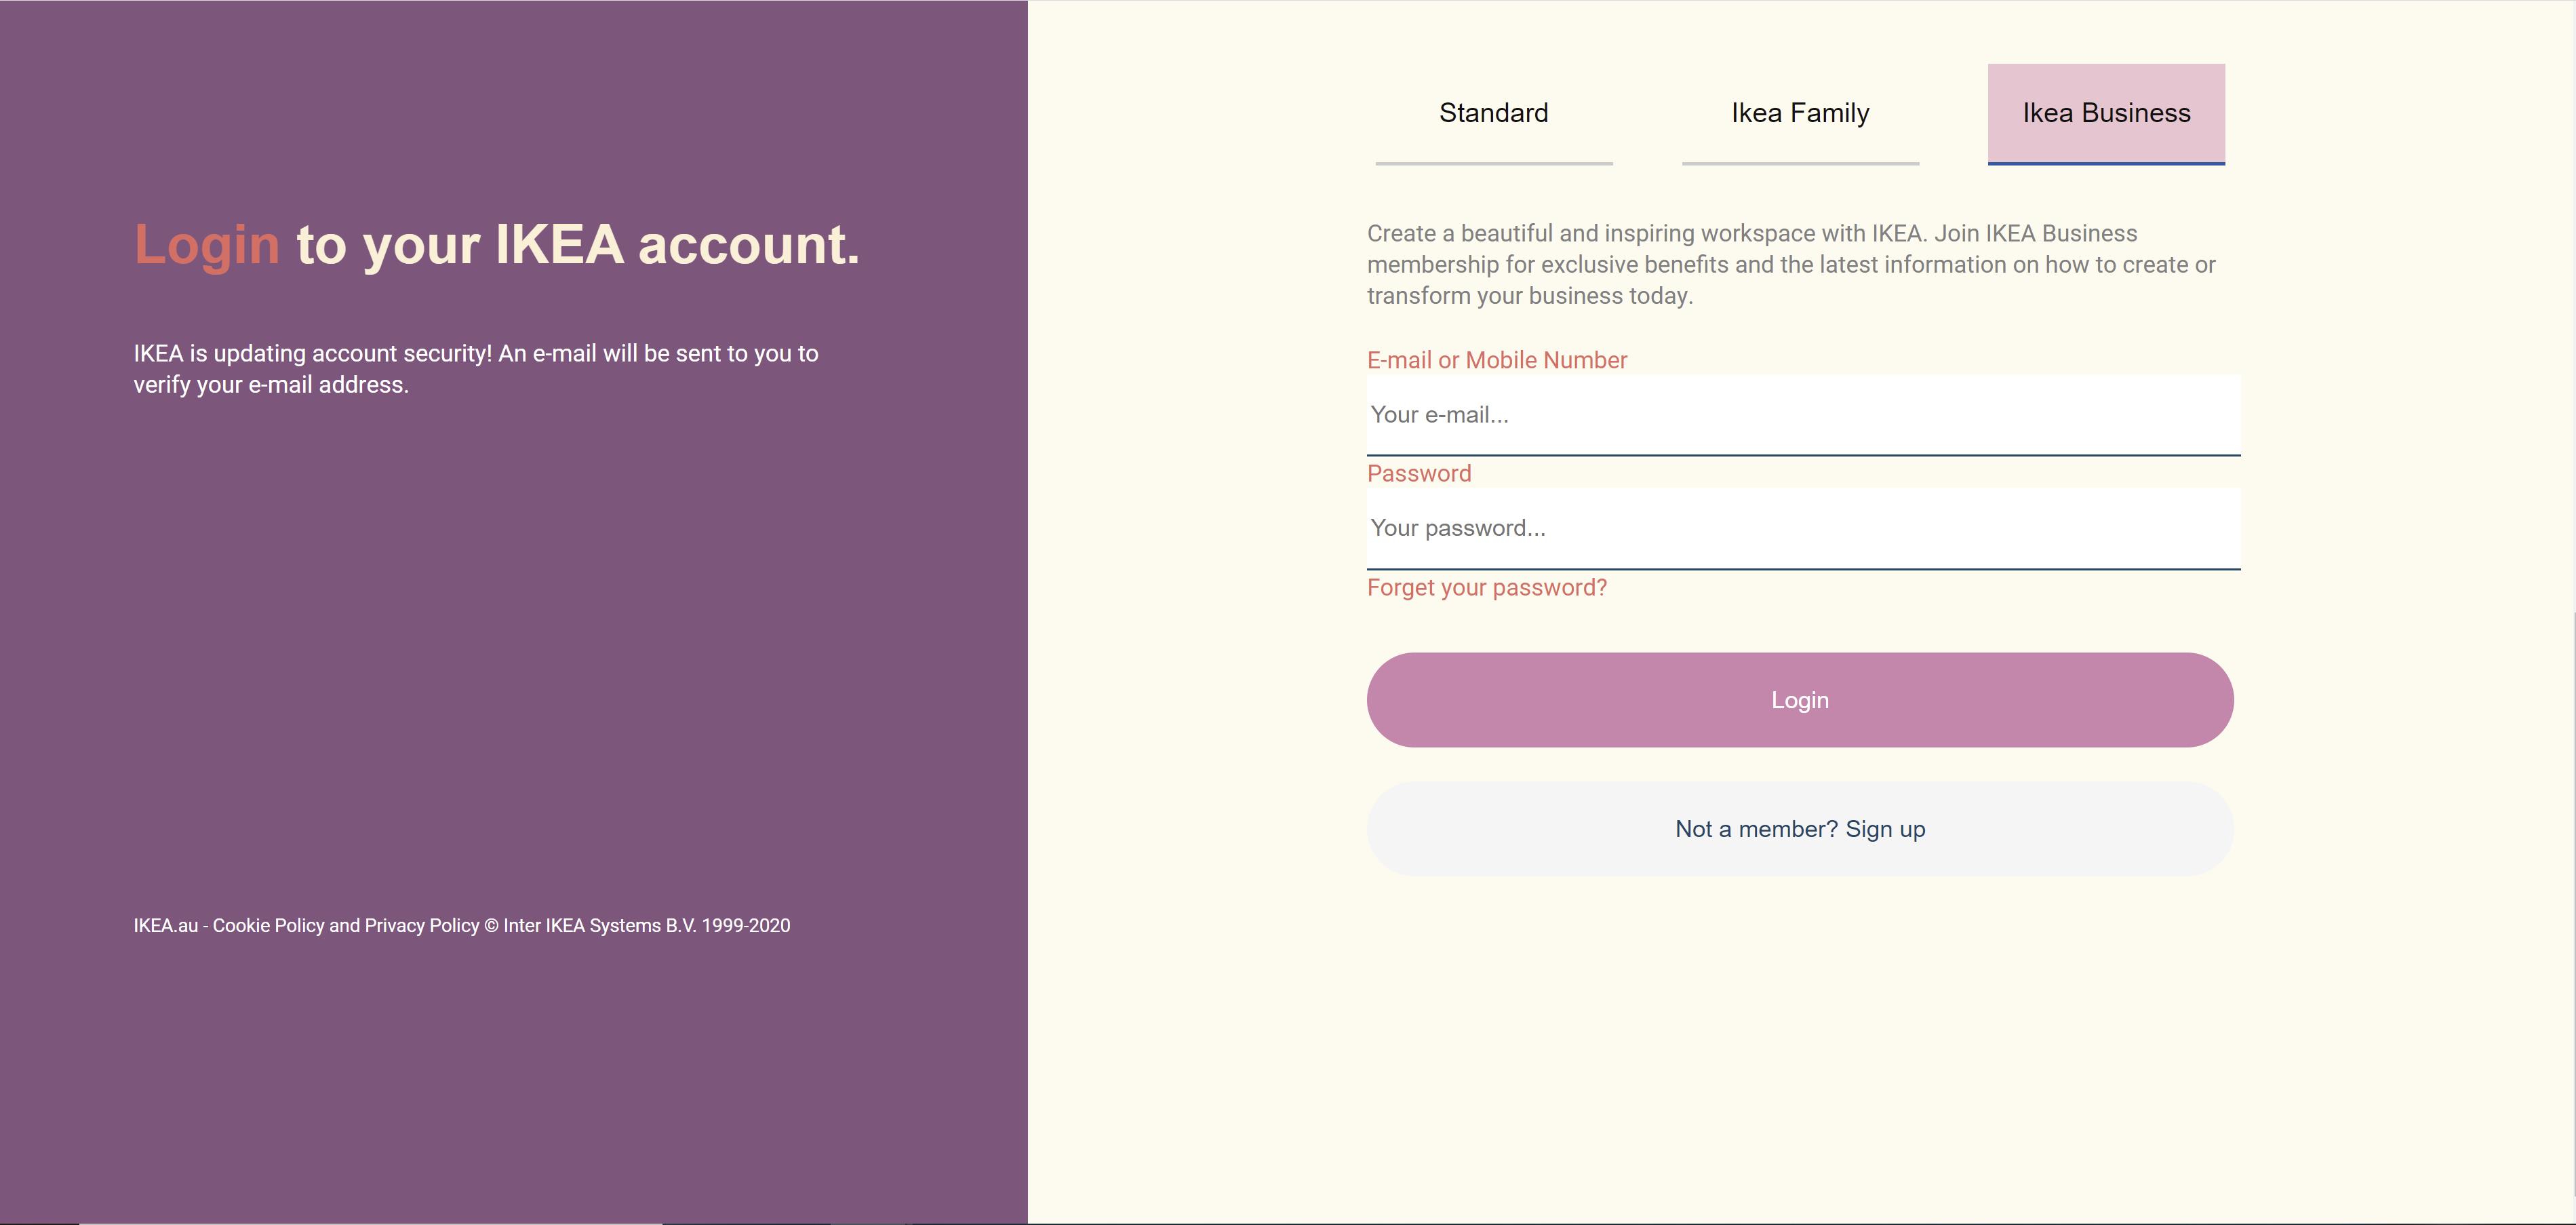 Login to your IKEA account.
IKEA is updating account security! An e-mail will be sent to you to
verify your e-mail address.
IKEA.au - Cookie Policy and Privacy Policy © Inter IKEA Systems B.V. 1999-2020
Standard
Ikea Family
Ikea Business
Create a beautiful and inspiring workspace with IKEA. Join IKEA Business
membership for exclusive benefits and the latest information on how to create or
transform your business today.
E-mail or Mobile Number
Your e-mail...
Password
Your password...
Forget your password?
Login
Not a member? Sign up